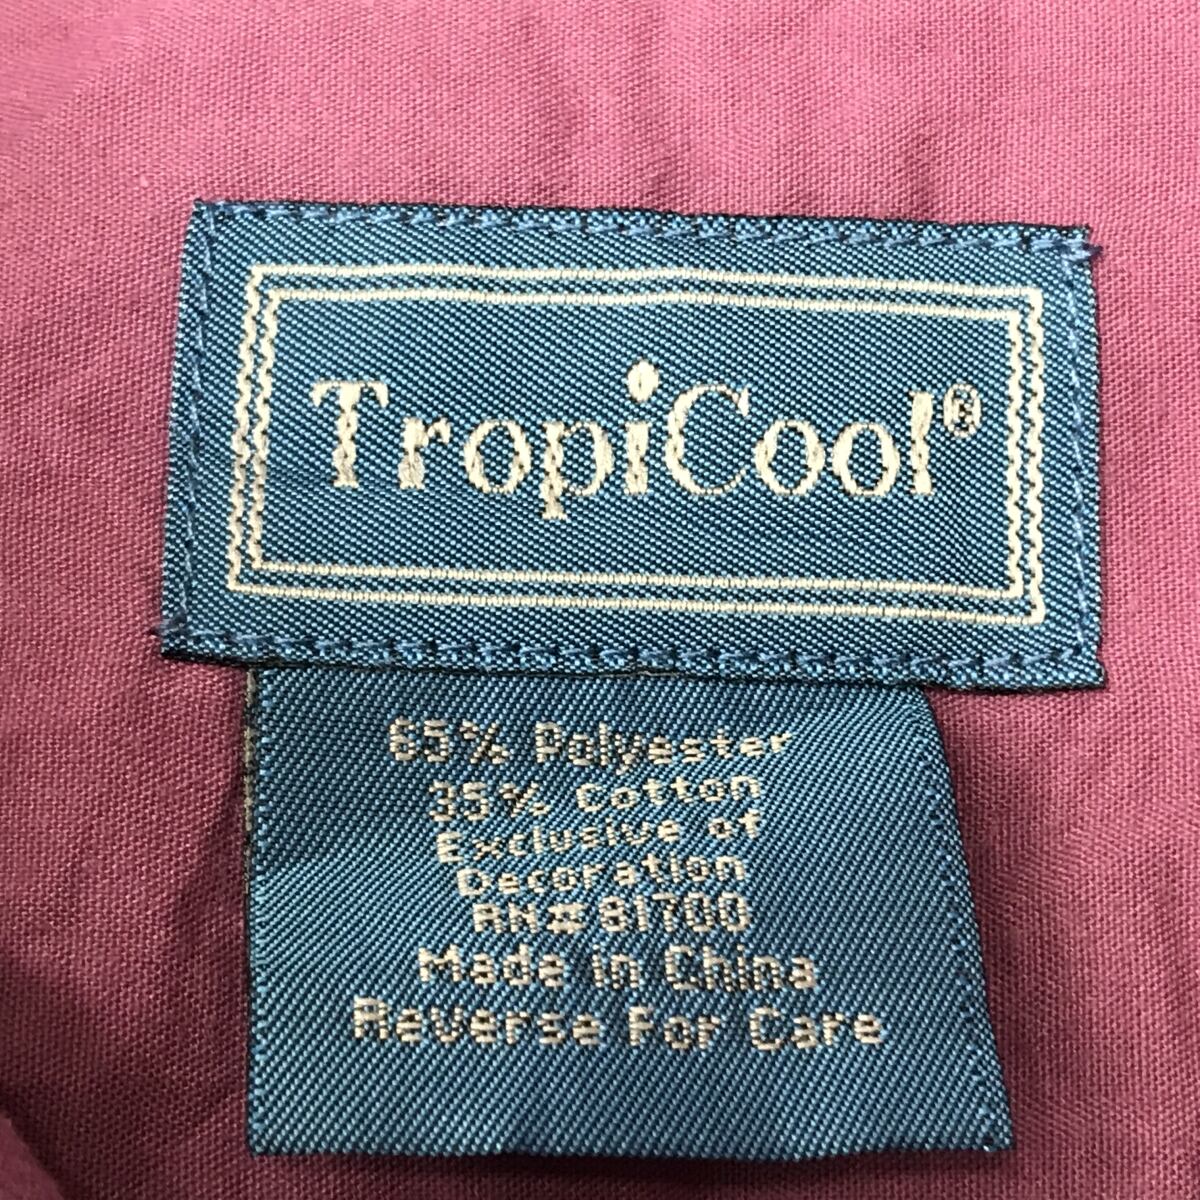 TropiCool®
65% Polyester
35% Cotton
Exclusive of
Decoration
RN#81700
Made in China
Reverse For Care